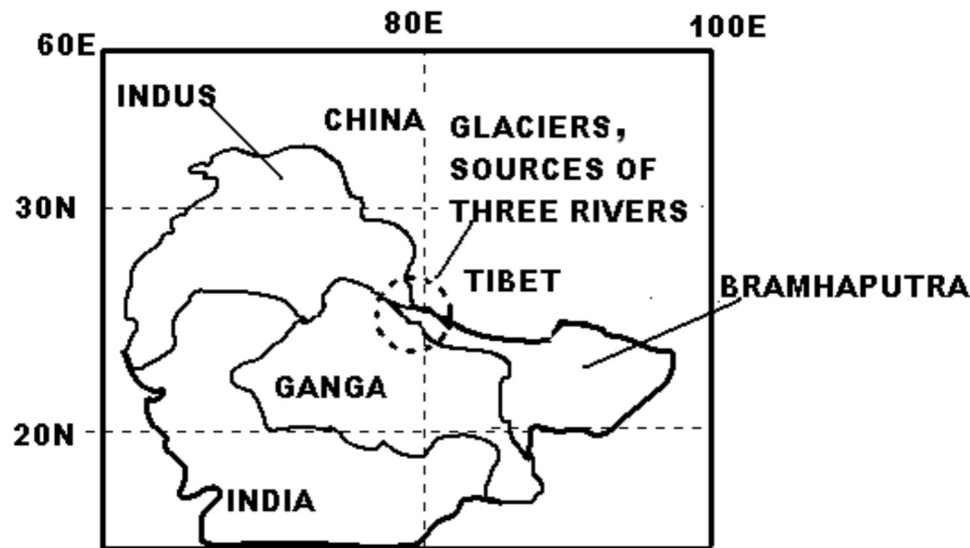 80E
100E
60E
INDUS
CHINA
GLACIERS,
SOURCES OF
THREE RIVERS
30N
TIBET
BRAMHAPUTRA
GANGA
20N
INDIA